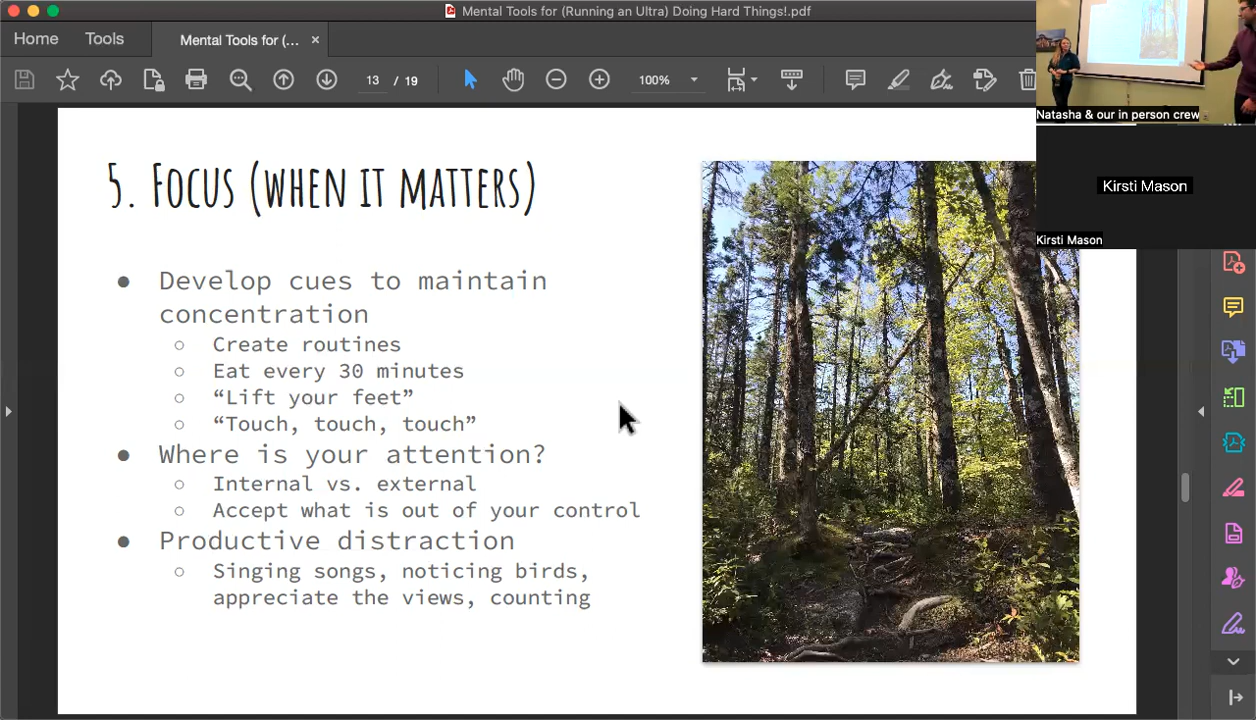 Mental Tools for (Running an Ultra) Doing Hard Things!.pdf
Home Tools Mental Tools for (... ×
13 / 19 100%
Natasha & our in person crew
Kirsti Mason
Kirsti Mason
5. Focus (when it matters)
● Develop cues to maintain
concentration
○ Create routines
○ Eat every 30 minutes
○ “Lift your feet”
○ “Touch, touch, touch”
● Where is your attention?
○ Internal vs. external
○ Accept what is out of your control
● Productive distraction
○ Singing songs, noticing birds,
appreciate the views, counting